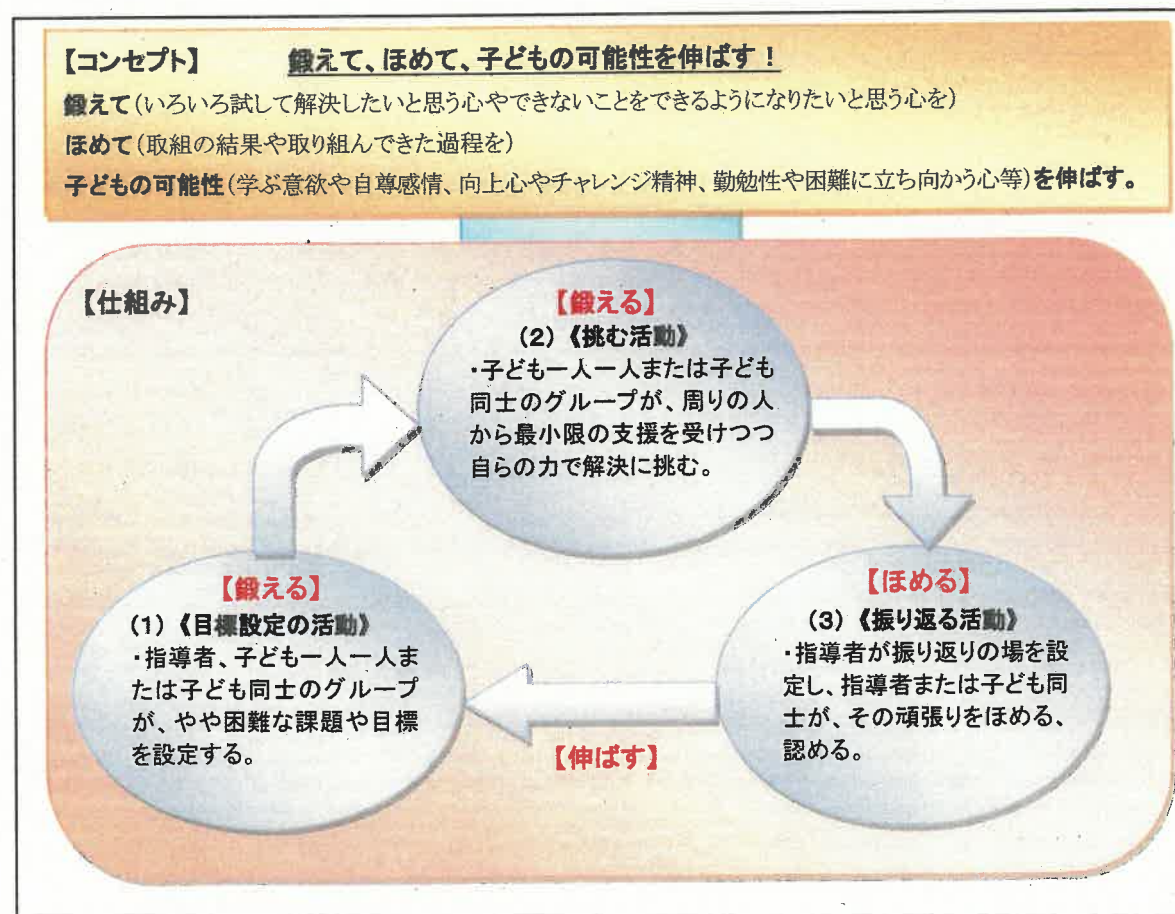 【コンセプト】 鍛えて、ほめて、子どもの可能性を伸ばす！
鍛えて(いろいろ試して解決したいと思う心やできないことをできるようになりたいと思う心を)
ほめて(取組の結果や取り組んできた過程を)
子どもの可能性(学ぶ意欲や自尊感情、向上心やチャレンジ精神、勤勉性や困難に立ち向かう心等)を伸ばす。
【仕組み】
【鍛える】
(2)《挑む活動》
・子ども一人一人または子ども
同士のグループが、周りの人
から最小限の支援を受けつつ
自らの力で解決に挑む。
【鍛える】
(1)《目標設定の活動》
・指導者、子ども一人一人ま
たは子ども同士のグループ
が、やや困難な課題や目標
を設定する。
【ほめる】
(3)《振り返る活動》
・指導者が振り返りの場を設
定し、指導者または子ども同
士が、その頑張りをほめる、
認める。
【伸ばす】